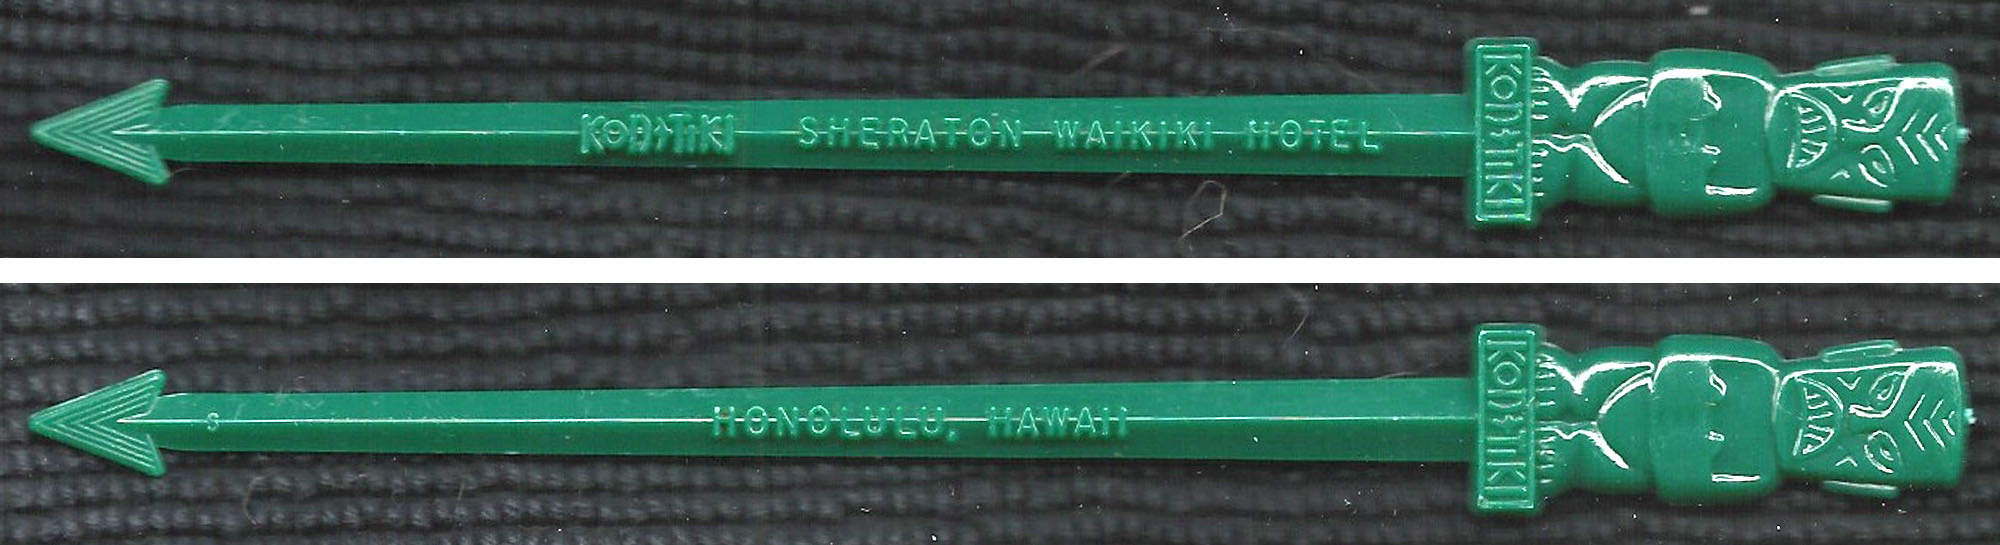 KON-TIKI SHERATON WAIKIKI HOTEL
KON-TIKI
S HONOLULU, HAWAII
KON-TIKI